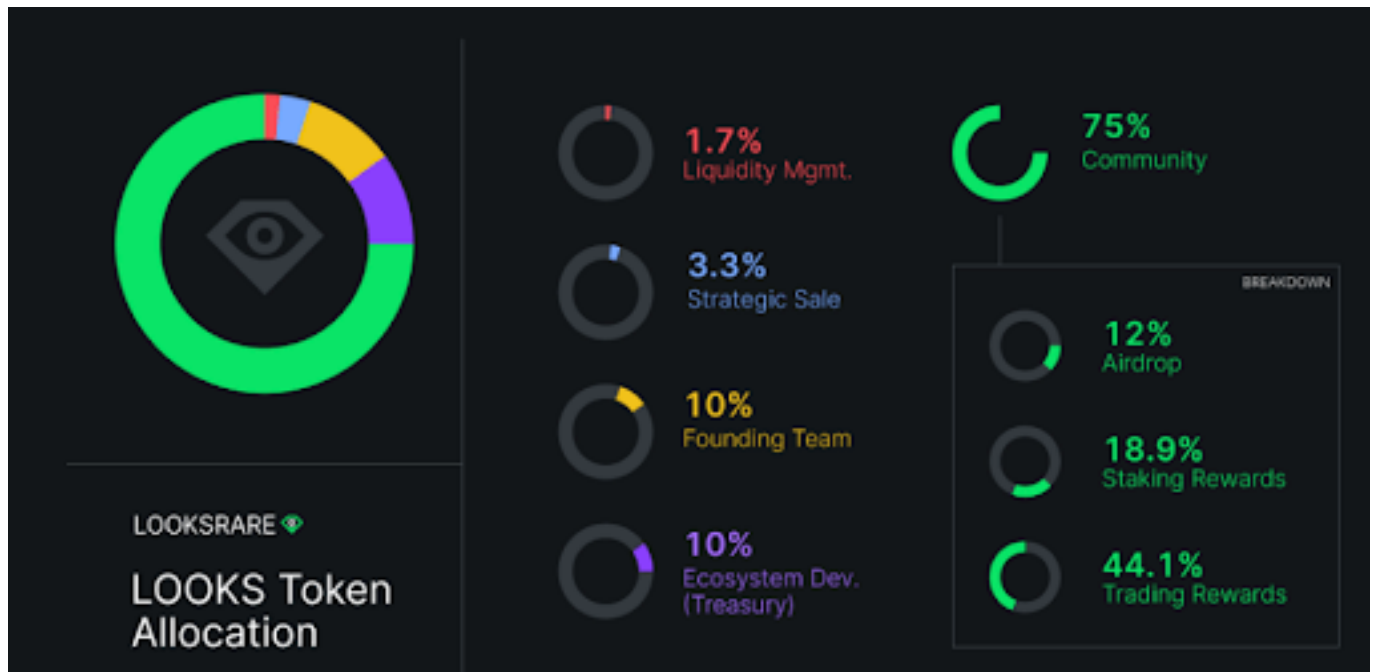 LOOKSRARE
LOOKS Token
Allocation
1.7%
Liquidity Mgmt.
3.3%
Strategic Sale
10%
Founding Team
10%
Ecosystem Dev.
(Treasury)
75%
Community
BREAKDOWN
12%
Airdrop
18.9%
Staking Rewards
44.1%
Trading Rewards